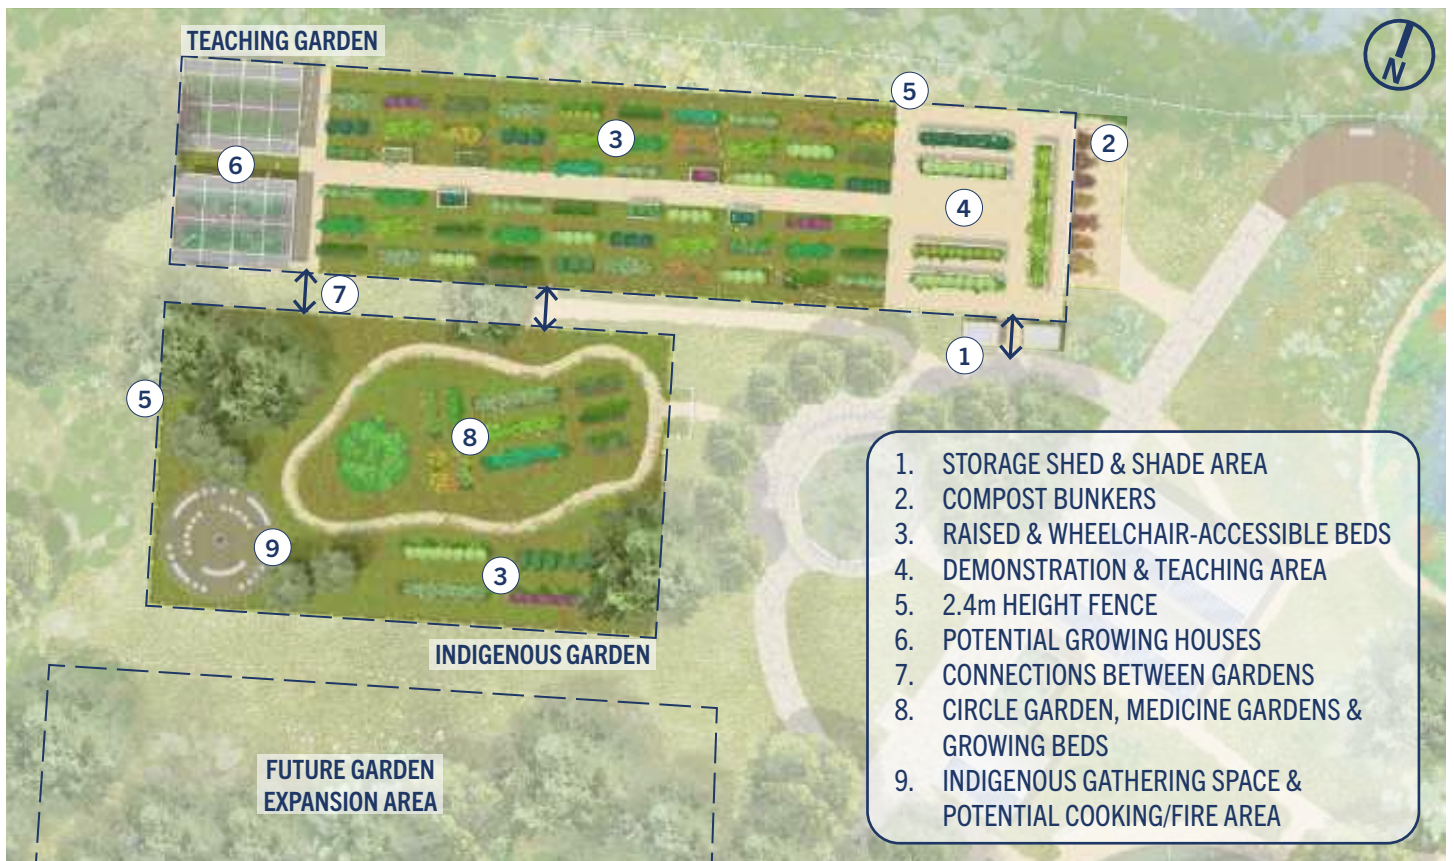 TEACHING GARDEN
N
5
3
2
6
4
7
1
5
8
9
3
INDIGENOUS GARDEN
FUTURE GARDEN
EXPANSION AREA
1. STORAGE SHED & SHADE AREA
2. COMPOST BUNKERS
3. RAISED & WHEELCHAIR-ACCESSIBLE BEDS
4. DEMONSTRATION & TEACHING AREA
5. 2.4m HEIGHT FENCE
6. POTENTIAL GROWING HOUSES
7. CONNECTIONS BETWEEN GARDENS
8. CIRCLE GARDEN, MEDICINE GARDENS &
GROWING BEDS
9. INDIGENOUS GATHERING SPACE &
POTENTIAL COOKING/FIRE AREA